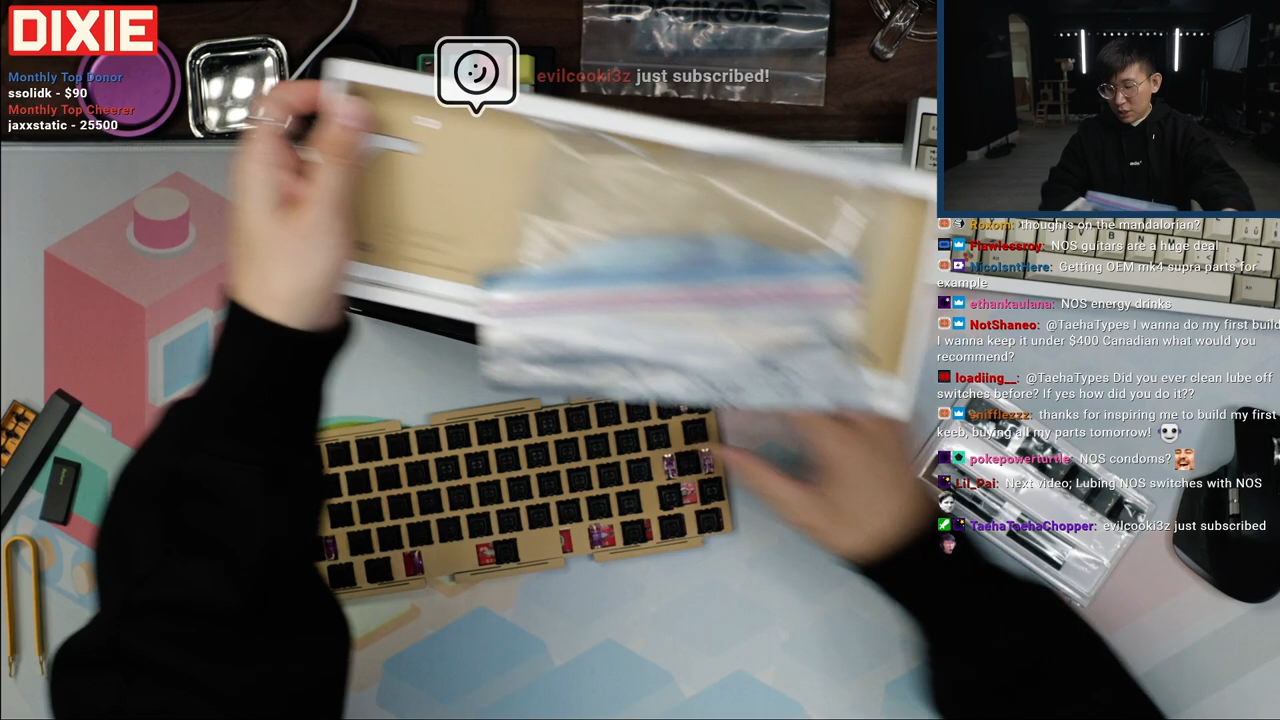 DIXIE
Monthly Top Donor
ssolidk - $90
Monthly Top Cheerer
jaxxstatic - 25500
evilcooki3z just subscribed!
Roxom: thoughts on the mandalorian?
Flawlessroy: NOS guitars are a huge deal
NicoIsntHere: Getting OEM mk4 supra parts for
example
ethankaulana: NOS energy drinks
NotShaneo: @TaehaTypes I wanna do my first build
I wanna keep it under $400 Canadian what would you
recommend?
loadiing__: @TaehaTypes Did you ever clean lube off
switches before? If yes how did you do it??
snifflezzz: thanks for inspiring me to build my first
keeb, buying all my parts tomorrow!
pokepowerturtle: NOS condoms?
Lil_Pai: Next video; Lubing NOS switches with NOS
TaehaTaehaChopper: evilcooki3z just subscribed